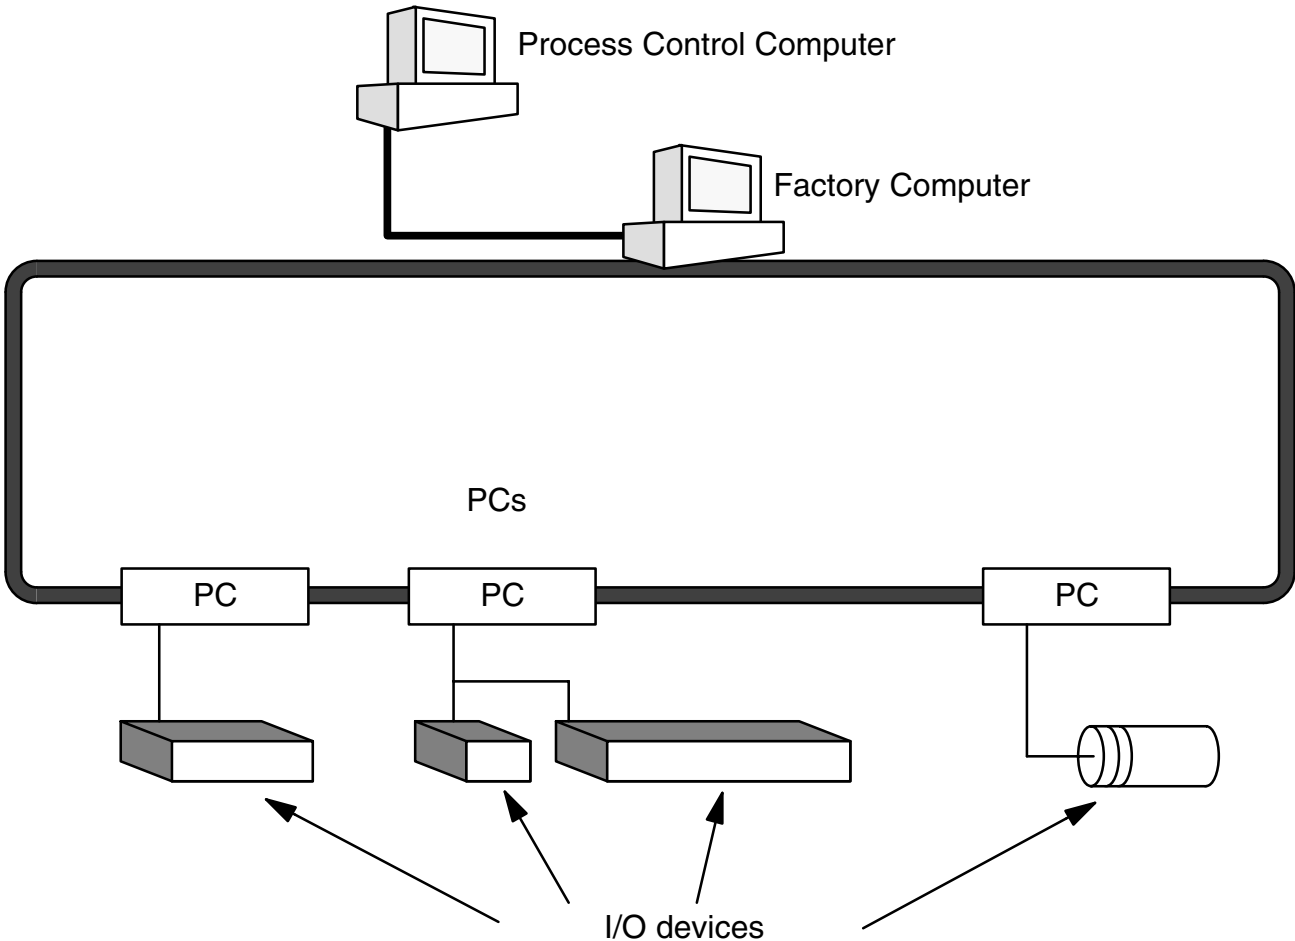 Process Control Computer
Factory Computer
PCs
PC
PC
PC
I/O devices